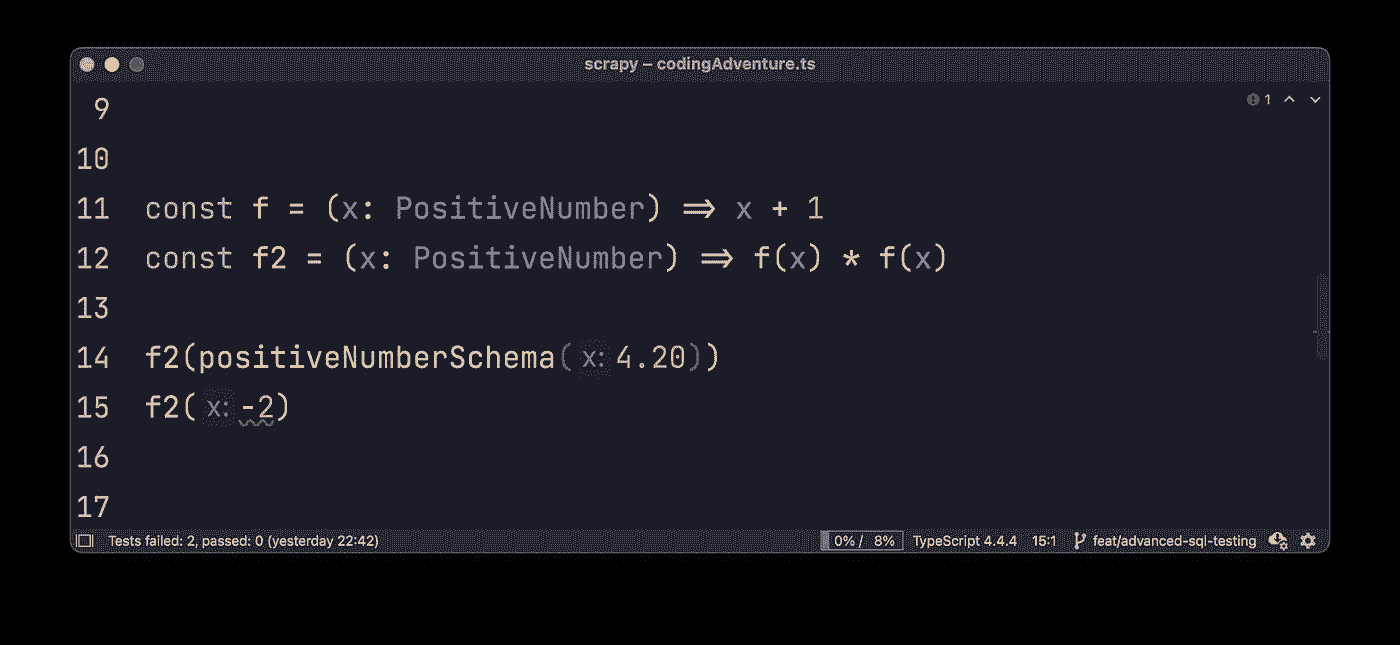 scrapy – codingAdventure.ts
1
9
10
11 const f = (x: PositiveNumber) => x + 1
12 const f2 = (x: PositiveNumber) => f(x) * f(x)
13
14 f2(positiveNumberSchema( x: 4.20))
15 f2( x: -2)
16
17
Tests failed: 2, passed: 0 (yesterday 22:42) 0% / 8% TypeScript 4.4.4 15:1 feat/advanced-sql-testing